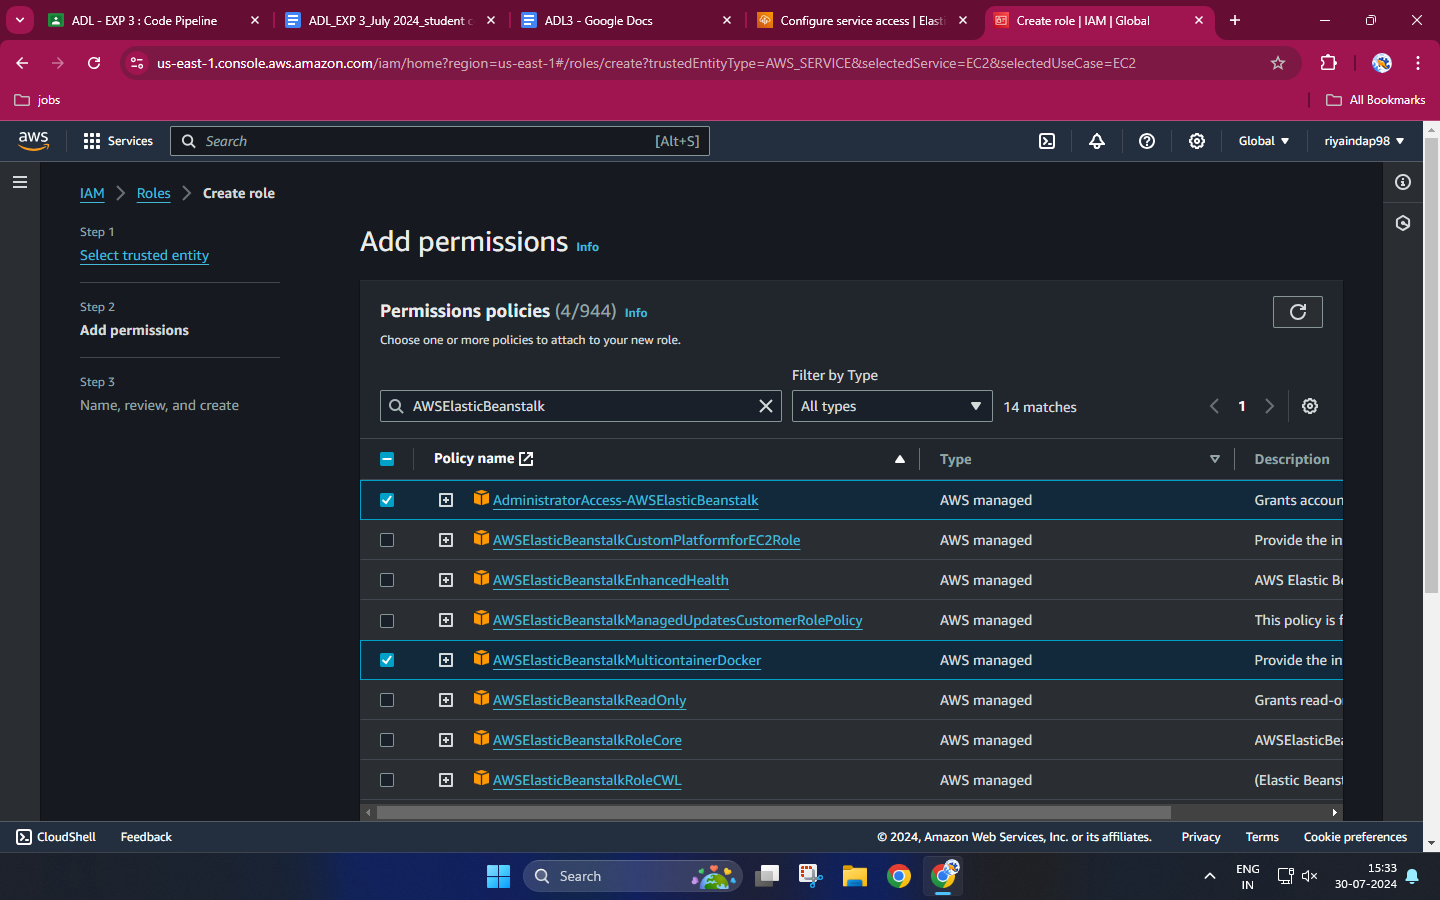 ADL - EXP 3 : Code Pipeline
ADL_EXP 3_July 2024_student c
ADL3 - Google Docs
Configure service access | Elasti
Create role | IAM | Global
us-east-1.console.aws.amazon.com/iam/home?region=us-east-1#/roles/create?trustedEntityType=AWS_SERVICE&selectedService=EC2&selectedUseCase=EC2
jobs
All Bookmarks
aws
Services
Search
[Alt+S]
Global
riyaindap98
IAM
Roles
Create role
Step 1
Select trusted entity
Step 2
Add permissions
Step 3
Name, review, and create
Add permissions Info
Permissions policies (4/944) Info
Choose one or more policies to attach to your new role.
Filter by Type
AWSElasticBeanstalk
All types
14 matches
1
Policy name
Type
Description
AdministratorAccess-AWSElasticBeanstalk AWS managed Grants accoun
AWSElasticBeanstalkCustomPlatformforEC2Role AWS managed Provide the in
AWSElasticBeanstalkEnhancedHealth AWS managed AWS Elastic Be
AWSElasticBeanstalkManagedUpdatesCustomerRolePolicy AWS managed This policy is f
AWSElasticBeanstalkMulticontainerDocker AWS managed Provide the in
AWSElasticBeanstalkReadOnly AWS managed Grants read-o
AWSElasticBeanstalkRoleCore AWS managed AWSElasticBea
AWSElasticBeanstalkRoleCWL AWS managed (Elastic Beanst
CloudShell
Feedback
© 2024, Amazon Web Services, Inc. or its affiliates.
Privacy
Terms
Cookie preferences
Search
ENG
IN
15:33
30-07-2024